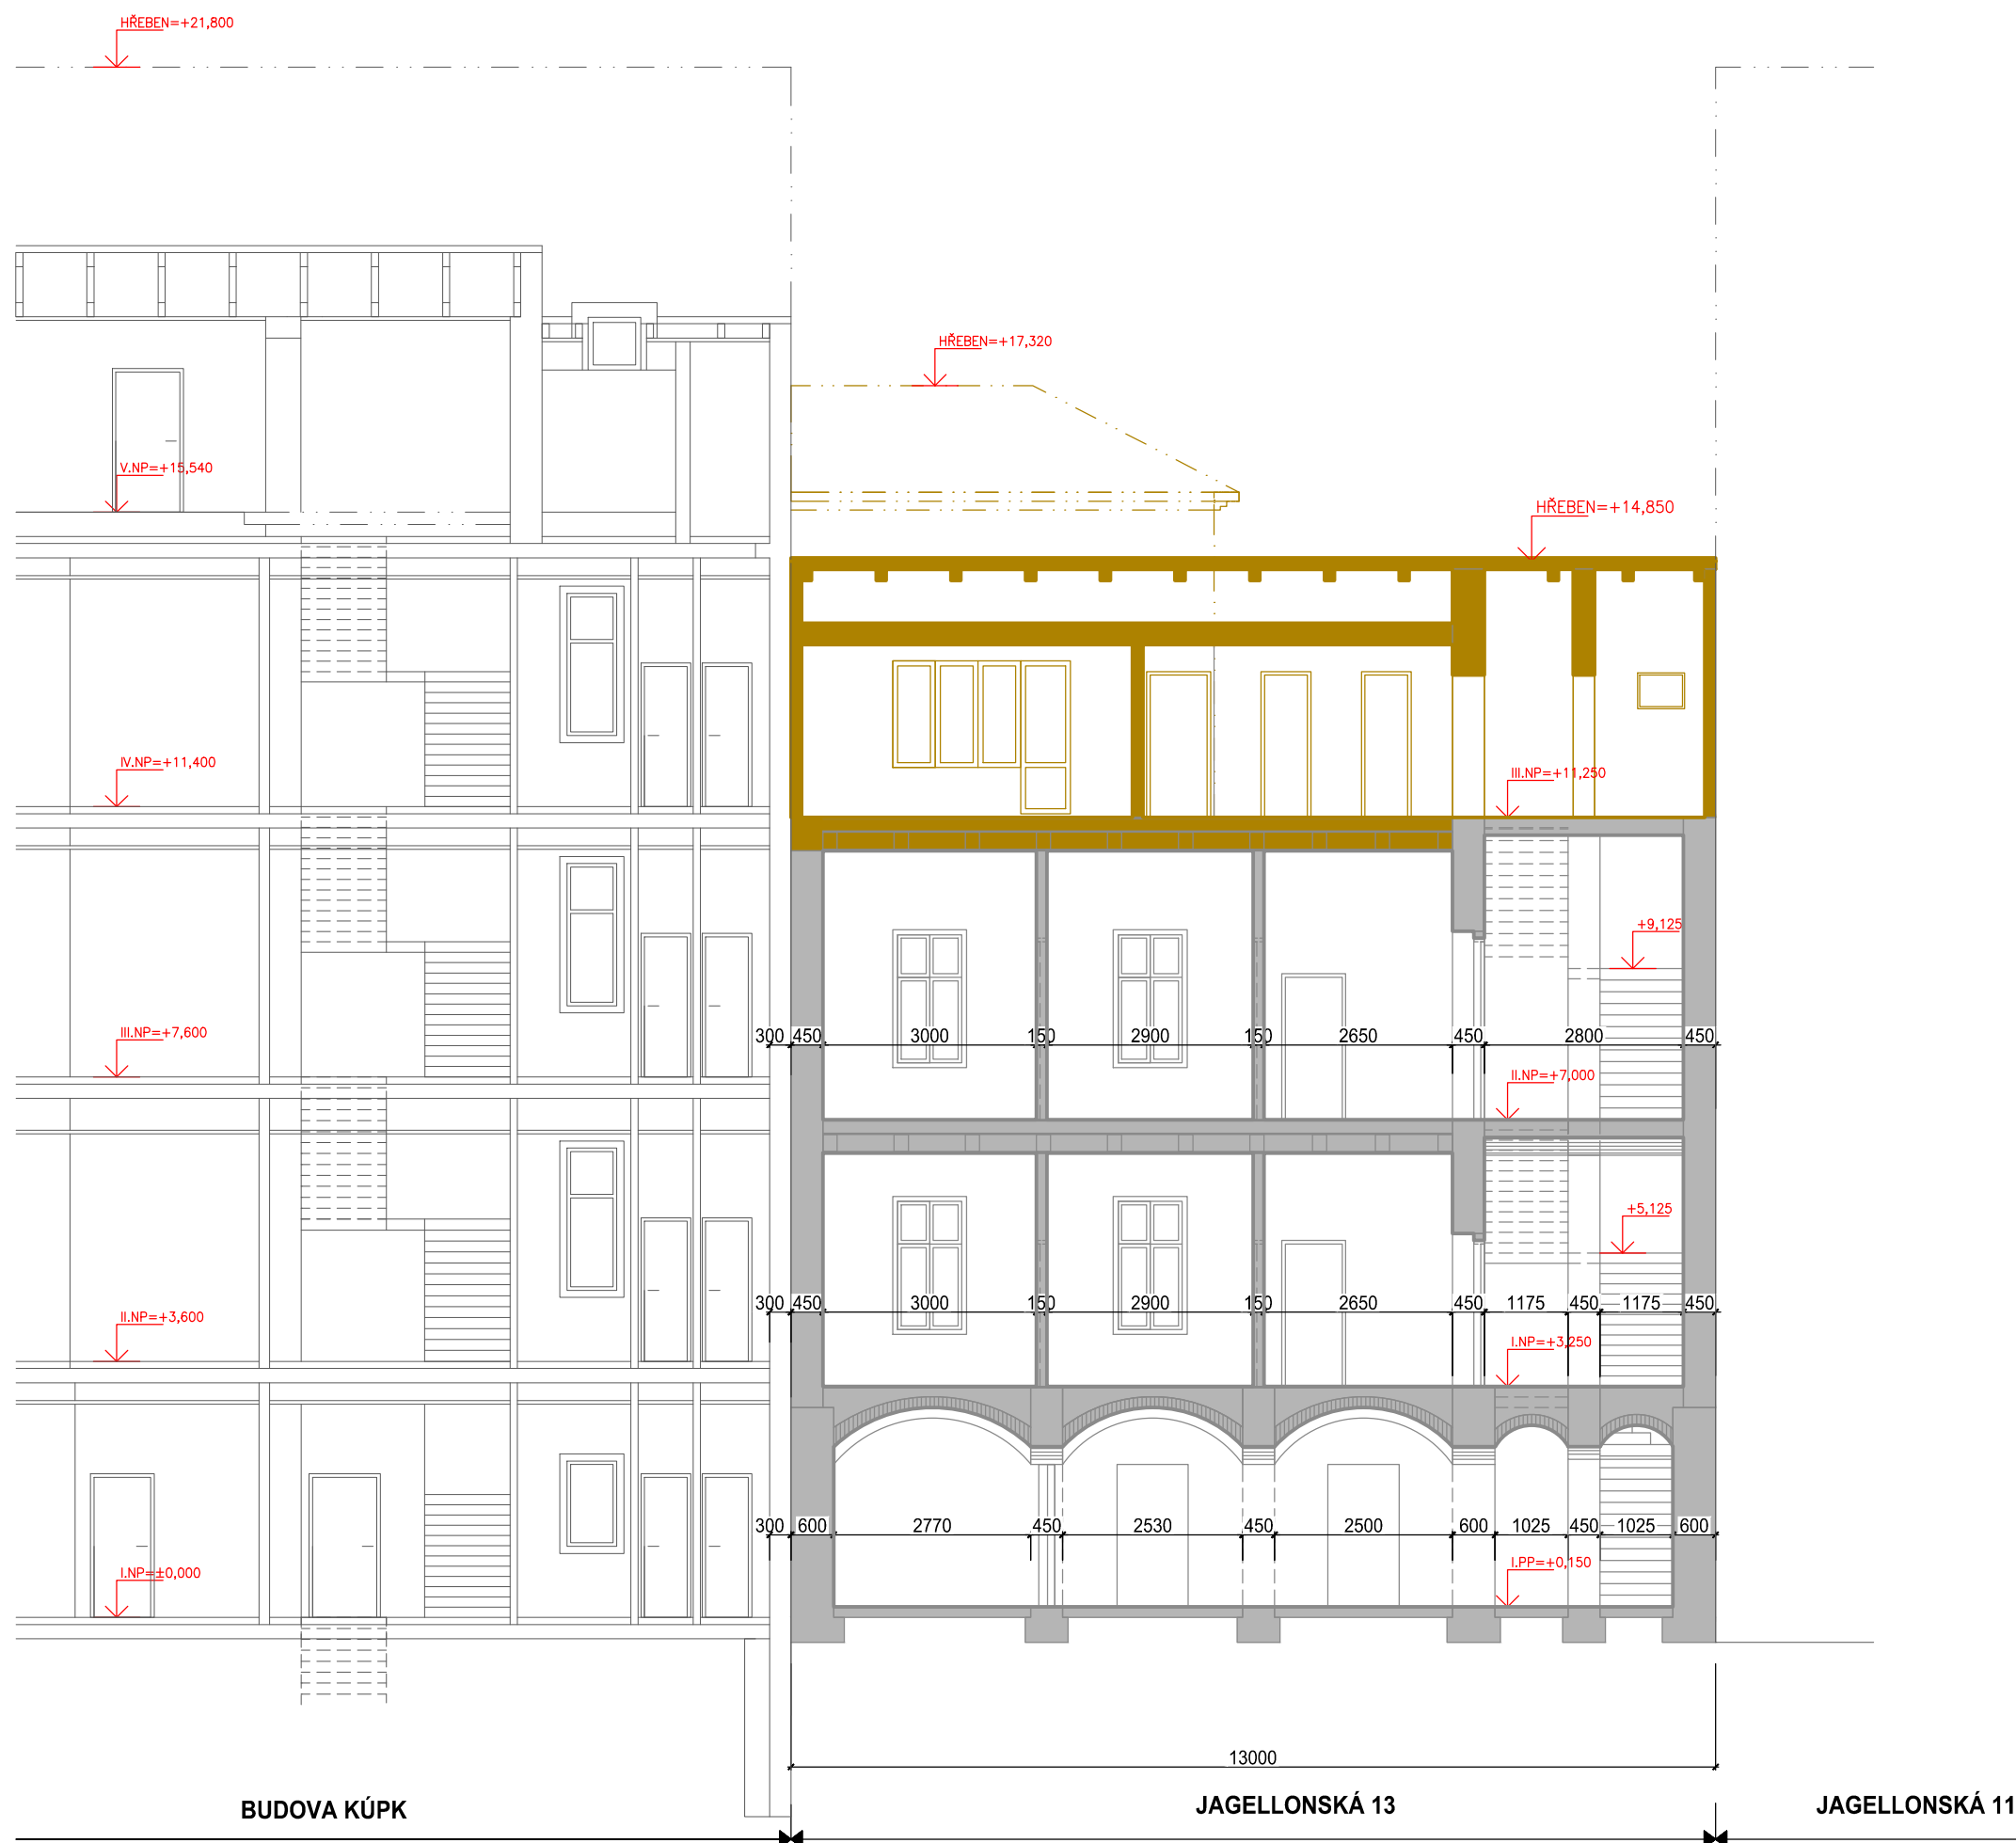 HŘEBEN=+21,800
HŘEBEN=+17,320
V.NP=+15,540
HŘEBEN=+14,850
IV.NP=+11,400
III.NP=+11,250
+9,125
III.NP=+7,600
300 450 3000 150 2900 150 2650 450 2800 450
II.NP=+7,000
+5,125
II.NP=+3,600
300 450 3000 150 2900 150 2650 450 1175 450 1175 450
I.NP=+3,250
300 600 2770 450 2530 450 2500 600 1025 450 1025 600
I.NP=±0,000
I.PP=+0,150
13000
BUDOVA KÚPK
JAGELLONSKÁ 13
JAGELLONSKÁ 11